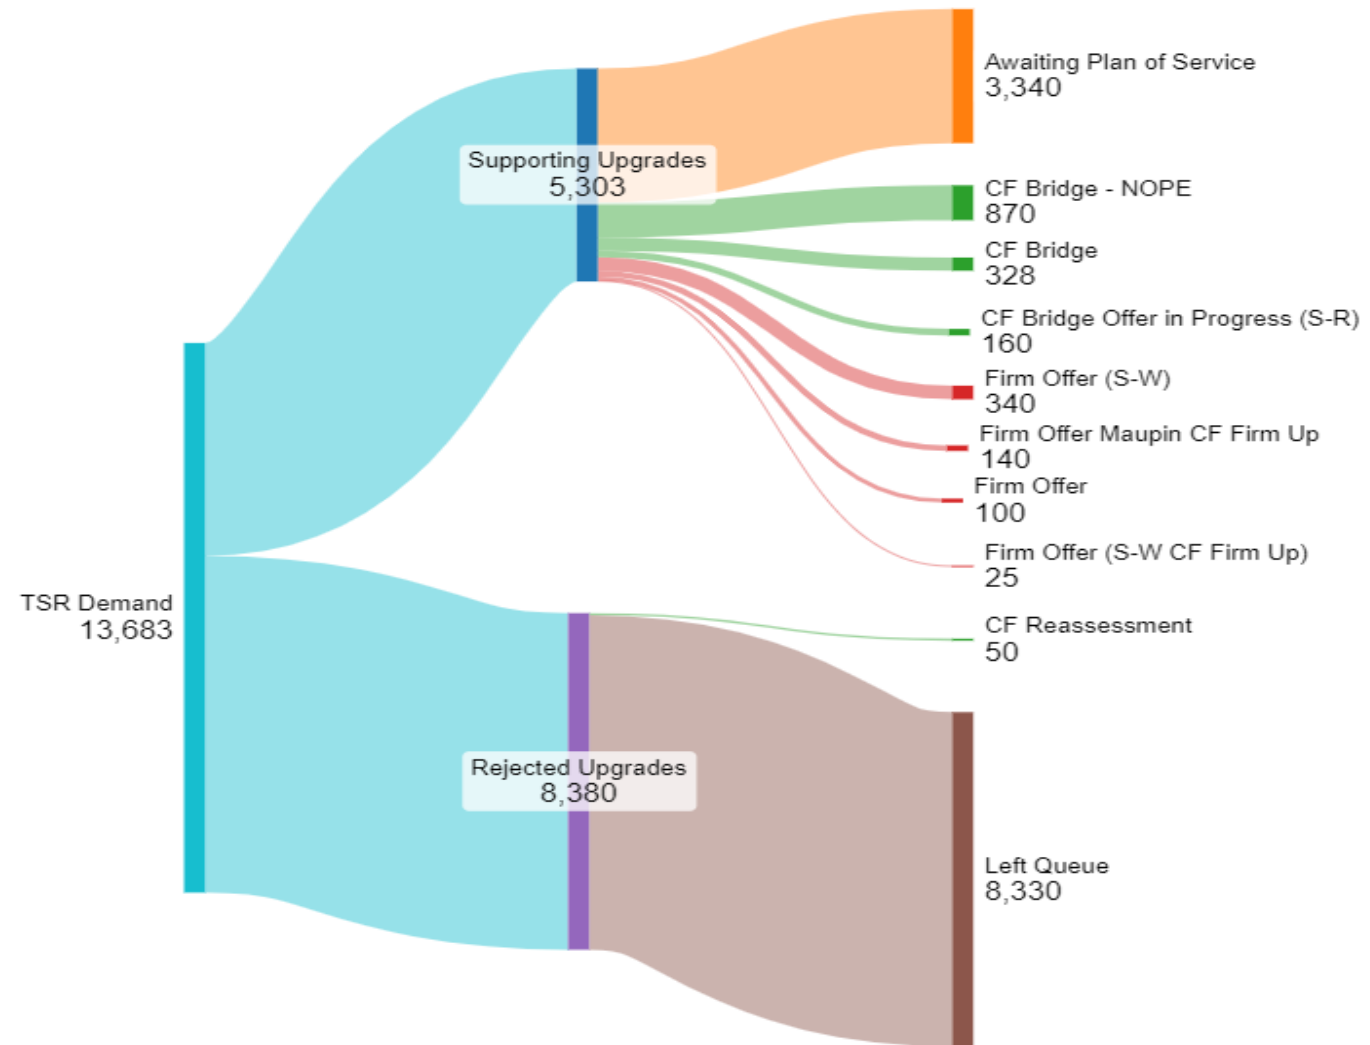 Awaiting Plan of Service
3,340
Supporting Upgrades
5,303
CF Bridge - NOPE
870
CF Bridge
328
CF Bridge Offer in Progress (S-R)
160
Firm Offer (S-W)
340
Firm Offer Maupin CF Firm Up
140
Firm Offer
100
Firm Offer (S-W CF Firm Up)
25
TSR Demand
13,683
CF Reassessment
50
Rejected Upgrades
8,380
Left Queue
8,330